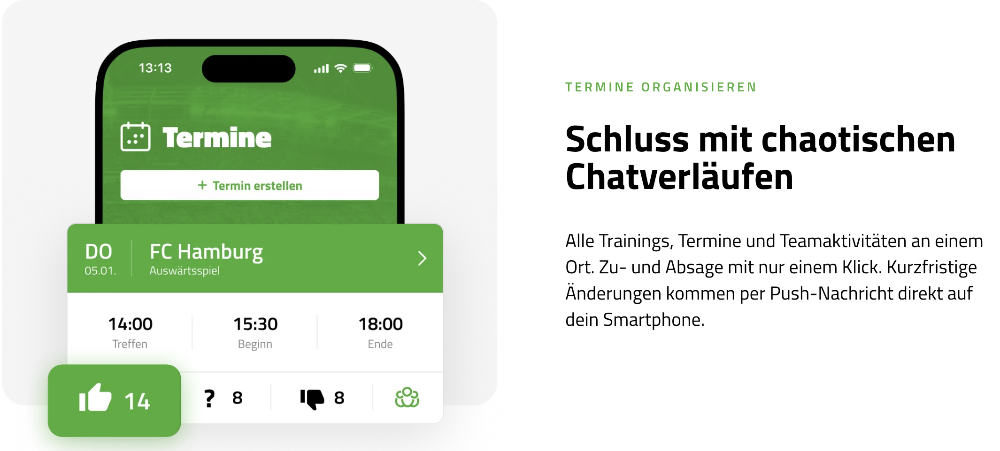 13:13
Termine
+ Termin erstellen
DO
05.01.
FC Hamburg
Auswärtsspiel
14:00
Treffen
15:30
Beginn
18:00
Ende
14
? 8
8
TERMINE ORGANISIEREN
Schluss mit chaotischen
Chatverläufen
Alle Trainings, Termine und Teamaktivitäten an einem
Ort. Zu- und Absage mit nur einem Klick. Kurzfristige
Änderungen kommen per Push-Nachricht direkt auf
dein Smartphone.